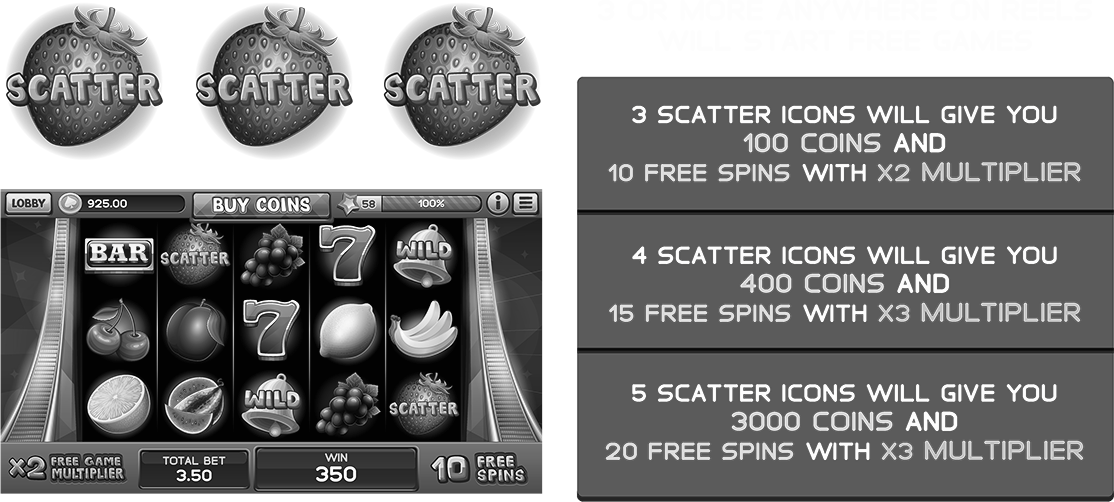 SCATTER
SCATTER
SCATTER
LOBBY
925.00
BUY COINS
58
100%
BAR
SCATTER
7
WILD
7
WILD
SCATTER
X2 FREE GAME
MULTIPLIER
TOTAL BET
3.50
WIN
350
10 FREE
SPINS
3 OR MORE ANYWHERE ON REELS
WILL START FREE GAMES
3 SCATTER ICONS WILL GIVE YOU
100 COINS AND
10 FREE SPINS WITH X2 MULTIPLIER
4 SCATTER ICONS WILL GIVE YOU
400 COINS AND
15 FREE SPINS WITH X3 MULTIPLIER
5 SCATTER ICONS WILL GIVE YOU
3000 COINS AND
20 FREE SPINS WITH X3 MULTIPLIER